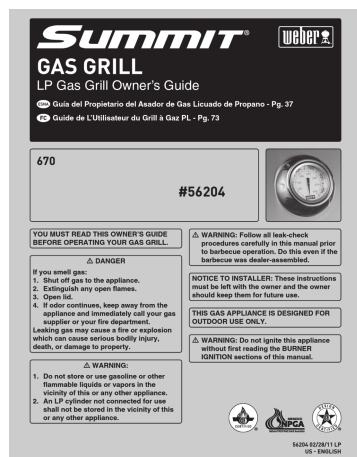 SUMMIT®
weber
GAS GRILL
LP Gas Grill Owner's Guide
Guía del Propietario del Asador de Gas Licuado de Propano - Pg. 37
FC Guide de L'Utilisateur du Grill à Gaz PL - Pg. 73
670
#56204
YOU MUST READ THIS OWNER'S GUIDE
BEFORE OPERATING YOUR GAS GRILL.
⚠ DANGER
If you smell gas:
1. Shut off gas to the appliance.
2. Extinguish any open flames.
3. Open lid.
4. If odor continues, keep away from the
appliance and immediately call your gas
supplier or your fire department.
Leaking gas may cause a fire or explosion
which can cause serious bodily injury,
death, or damage to property.
⚠ WARNING:
1. Do not store or use gasoline or other
flammable liquids or vapors in the
vicinity of this or any other appliance.
2. An LP cylinder not connected for use
shall not be stored in the vicinity of this
or any other appliance.
⚠ WARNING: Follow all leak-check
procedures carefully in this manual prior
to barbecue operation. Do this even if the
barbecue was dealer-assembled.
NOTICE TO INSTALLER: These instructions
must be left with the owner and the owner
should keep them for future use.
THIS GAS APPLIANCE IS DESIGNED FOR
OUTDOOR USE ONLY.
⚠ WARNING: Do not ignite this appliance
without first reading the BURNER
IGNITION sections of this manual.
CERTIFIED
NPGA
56204 02/28/11 LP
US - ENGLISH